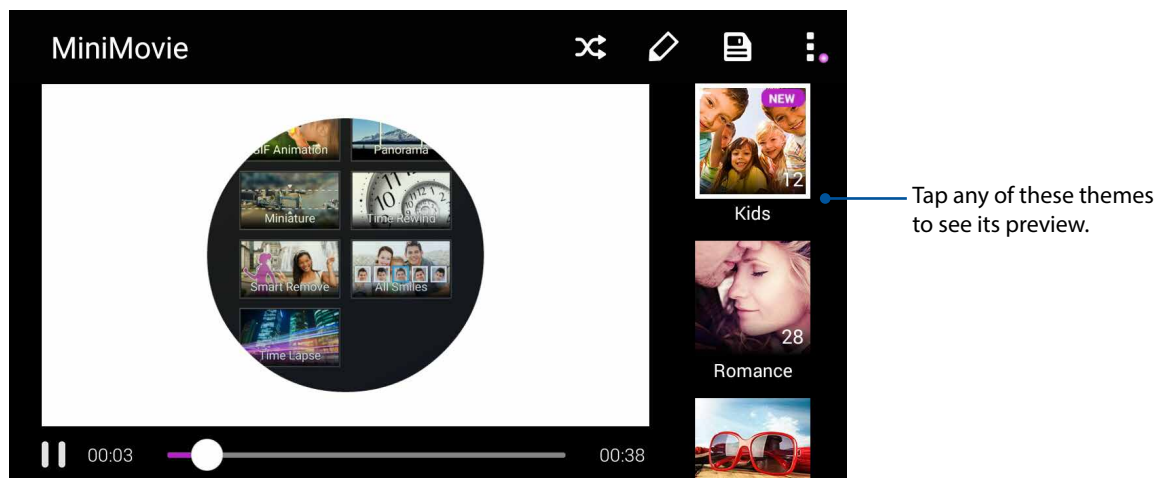 MiniMovie
GIF Animation
Panorama
Miniature
Time Rewind
Smart Remove
All Smiles
Time Lapse
00:03
00:38
NEW
12
Kids
28
Romance
Tap any of these themes
to see its preview.